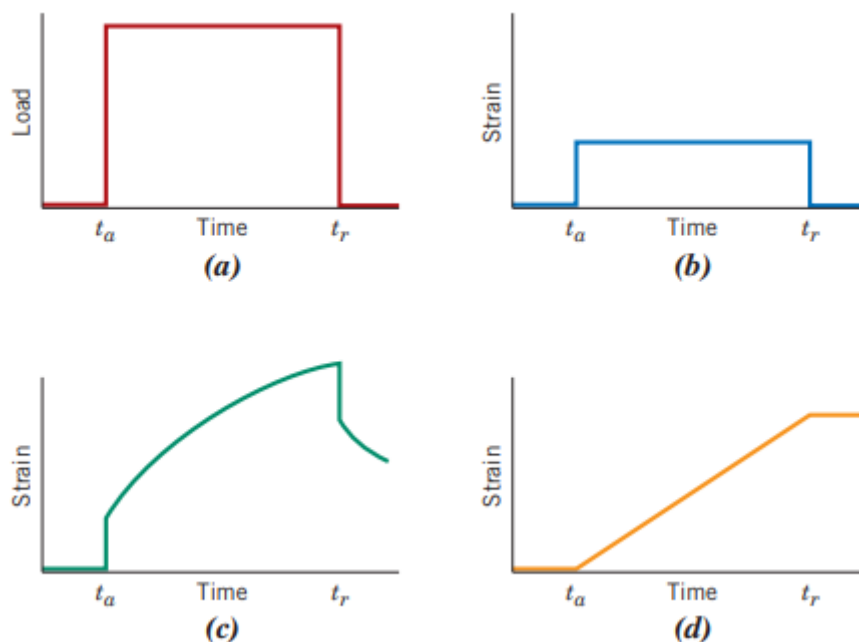 Load
t_a Time t_r
(a)
Strain
t_a Time t_r
(b)
Strain
t_a Time t_r
(c)
Strain
t_a Time t_r
(d)